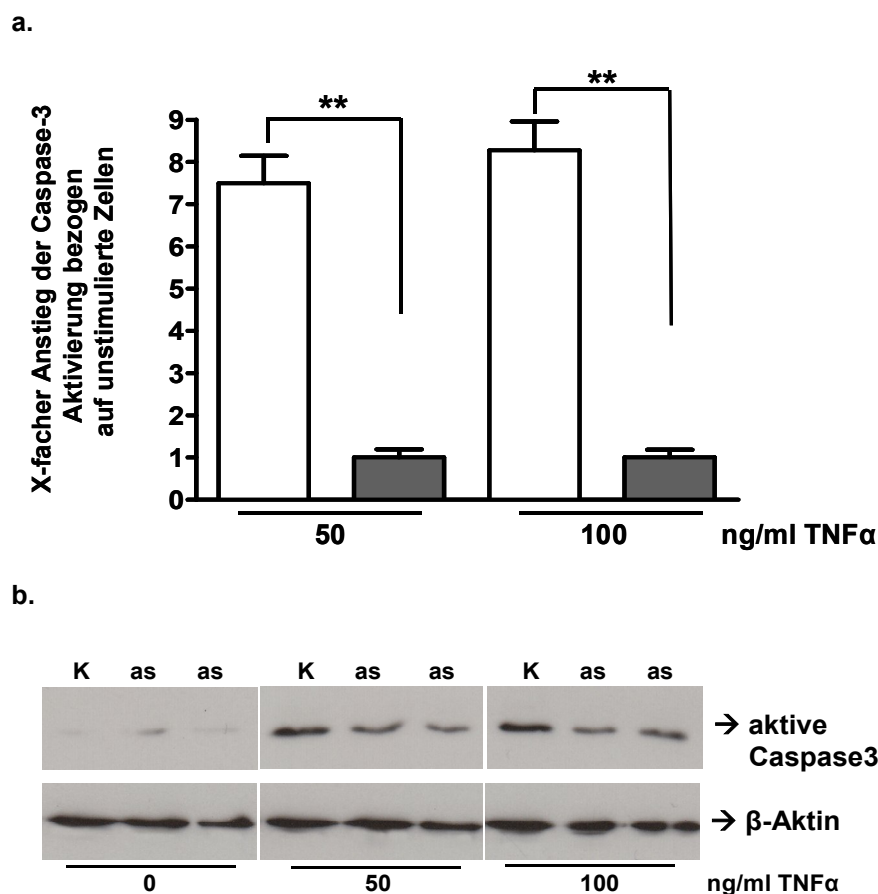 a.
X-facher Anstieg der Caspase-3
Aktivierung bezogen
auf unstimulierte Zellen
9
8
7
6
5
4
3
2
1
0
**
**
50 100 ng/ml TNFα
b.
K as as K as as K as as
→ aktive
Caspase3
→ β-Aktin
0 50 100 ng/ml TNFα